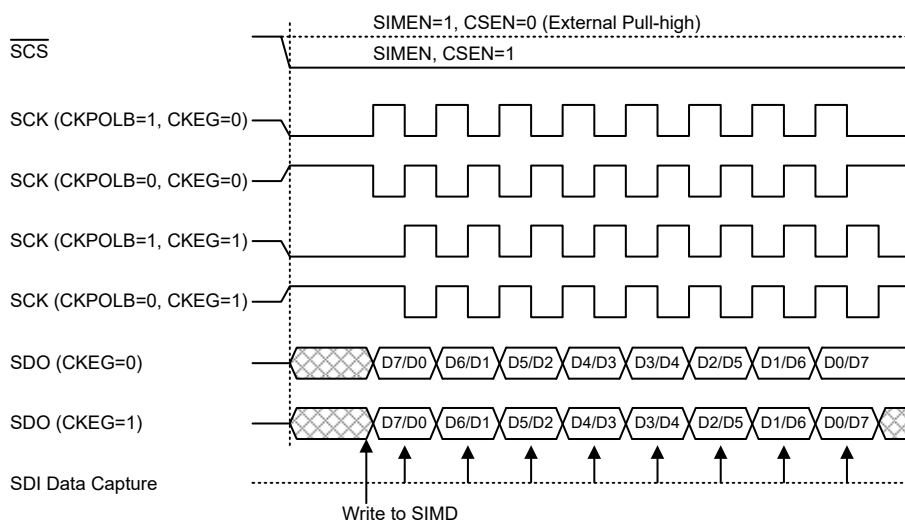 SIMEN=1, CSEN=0 (External Pull-high)
SCS
SIMEN, CSEN=1
SCK (CKPOLB=1, CKEG=0)
SCK (CKPOLB=0, CKEG=0)
SCK (CKPOLB=1, CKEG=1)
SCK (CKPOLB=0, CKEG=1)
SDO (CKEG=0) D7/D0 D6/D1 D5/D2 D4/D3 D3/D4 D2/D5 D1/D6 D0/D7
SDO (CKEG=1) D7/D0 D6/D1 D5/D2 D4/D3 D3/D4 D2/D5 D1/D6 D0/D7
SDI Data Capture
Write to SIMD